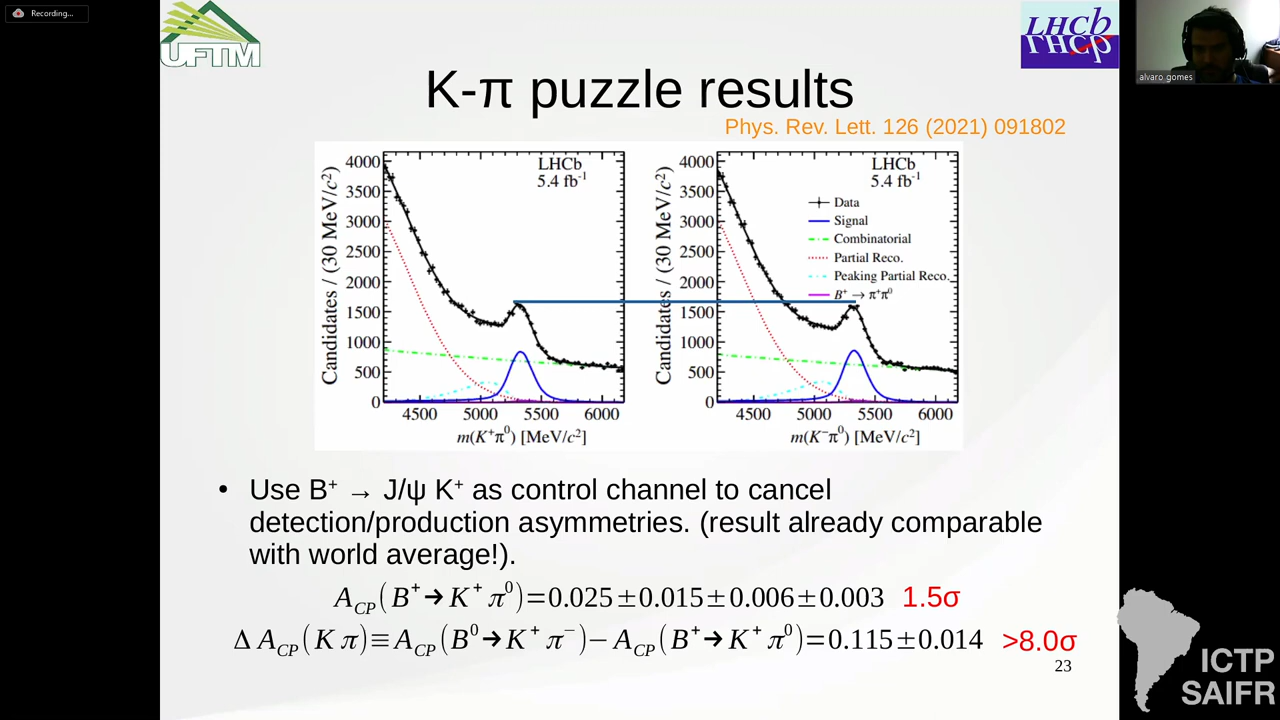 Recording...
UFTM
LHCb
LHCb
alvaro_gomes
K-π puzzle results
Phys. Rev. Lett. 126 (2021) 091802
Candidates / (30 MeV/c²)
4000
3500
3000
2500
2000
1500
1000
500
0
LHCb
5.4 fb⁻¹
4500 5000 5500 6000
m(K⁺π⁰) [MeV/c²]
Candidates / (30 MeV/c²)
4000
3500
3000
2500
2000
1500
1000
500
0
LHCb
5.4 fb⁻¹
Data
Signal
Combinatorial
Partial Reco.
Peaking Partial Reco.
B⁺ → π⁺π⁰
4500 5000 5500 6000
m(K⁻π⁰) [MeV/c²]
• Use B⁺ → J/ψ K⁺ as control channel to cancel
detection/production asymmetries. (result already comparable
with world average!).
A_CP(B⁺→K⁺π⁰)=0.025±0.015±0.006±0.003 1.5σ
Δ A_CP(Kπ)≡A_CP(B⁰→K⁺π⁻)−A_CP(B⁺→K⁺π⁰)=0.115±0.014 >8.0σ
23
ICTP
SAIFR